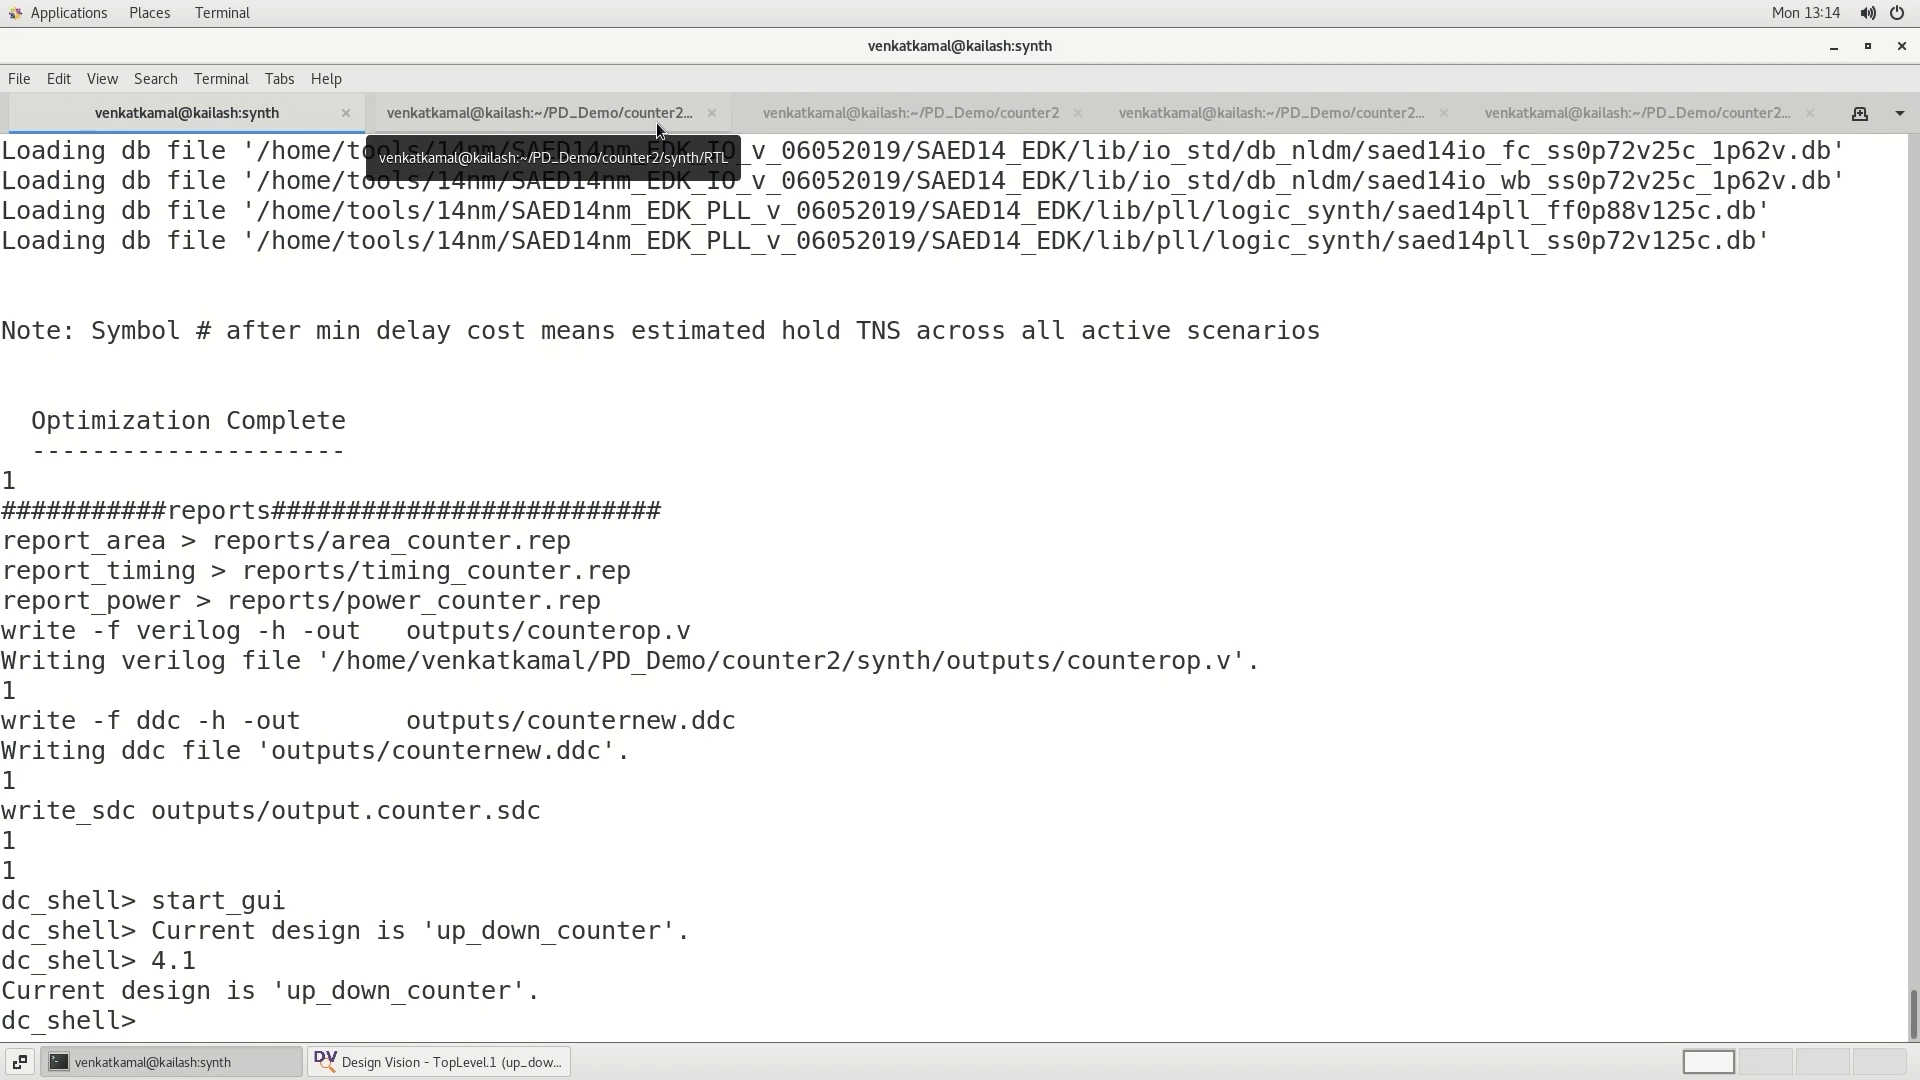 Applications Places Terminal Mon 13:14
venkatkamal@kailash:synth
File Edit View Search Terminal Tabs Help
venkatkamal@kailash:synth venkatkamal@kailash:~/PD_Demo/counter2... venkatkamal@kailash:~/PD_Demo/counter2 venkatkamal@kailash:~/PD_Demo/counter2... venkatkamal@kailash:~/PD_Demo/counter2...
Loading db file '/home/tools/14nm/SAED14nm_EDK_IO_v_06052019/SAED14_EDK/lib/io_std/db_nldm/saed14io_fc_ss0p72v25c_1p62v.db'
venkatkamal@kailash:~/PD_Demo/counter2/synth/RTL
Loading db file '/home/tools/14nm/SAED14nm_EDK_IO_v_06052019/SAED14_EDK/lib/io_std/db_nldm/saed14io_wb_ss0p72v25c_1p62v.db'
Loading db file '/home/tools/14nm/SAED14nm_EDK_PLL_v_06052019/SAED14_EDK/lib/pll/logic_synth/saed14pll_ff0p88v125c.db'
Loading db file '/home/tools/14nm/SAED14nm_EDK_PLL_v_06052019/SAED14_EDK/lib/pll/logic_synth/saed14pll_ss0p72v125c.db'
Note: Symbol # after min delay cost means estimated hold TNS across all active scenarios
Optimization Complete
---------------------
1
###########reports##########################
report_area > reports/area_counter.rep
report_timing > reports/timing_counter.rep
report_power > reports/power_counter.rep
write -f verilog -h -out   outputs/counterop.v
Writing verilog file '/home/venkatkamal/PD_Demo/counter2/synth/outputs/counterop.v'.
1
write -f ddc -h -out       outputs/counternew.ddc
Writing ddc file 'outputs/counternew.ddc'.
1
write_sdc outputs/output.counter.sdc
1
1
dc_shell> start_gui
dc_shell> Current design is 'up_down_counter'.
dc_shell> 4.1
Current design is 'up_down_counter'.
dc_shell>
venkatkamal@kailash:synth DV Design Vision - TopLevel.1 (up_dow...